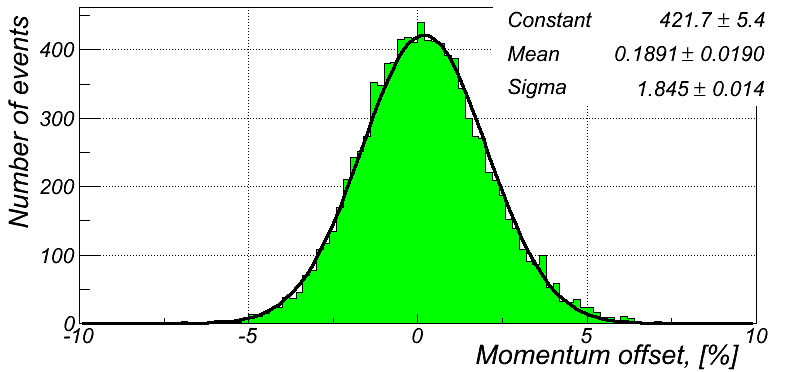 Constant 421.7 ± 5.4
Mean 0.1891 ± 0.0190
Sigma 1.845 ± 0.014
Number of events
400
300
200
100
0
-10 -5 0 5 10
Momentum offset, [%]